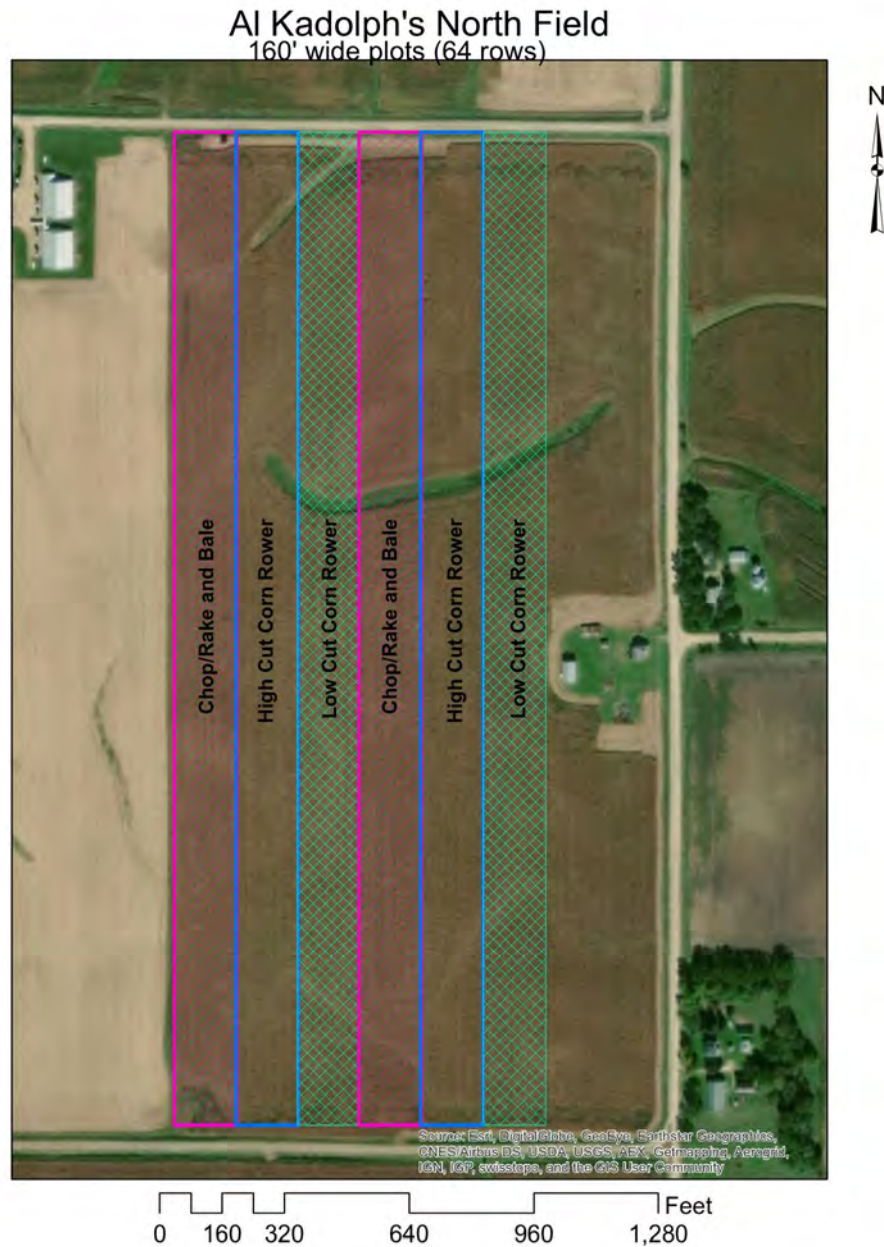 Al Kadolph's North Field
160' wide plots (64 rows)
N
Chop/Rake and Bale
High Cut Corn Rower
Low Cut Corn Rower
Chop/Rake and Bale
High Cut Corn Rower
Low Cut Corn Rower
Source: Esri, DigitalGlobe, GeoEye, Earthstar Geographics,
CNES/Airbus DS, USDA, USGS, AEX, Getmapping, Aerogrid,
IGN, IGP, swisstopo, and the GIS User Community
Feet
0 160 320 640 960 1,280